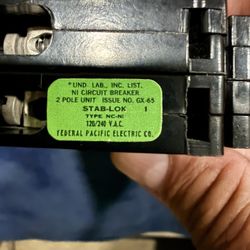 "UND. LAB., INC. LIST.
NI CIRCUIT BREAKER
2 POLE UNIT ISSUE NO. GX-65
STAB-LOK 1
TYPE NC-NI
120/240 V.A.C.
FEDERAL PACIFIC ELECTRIC CO.